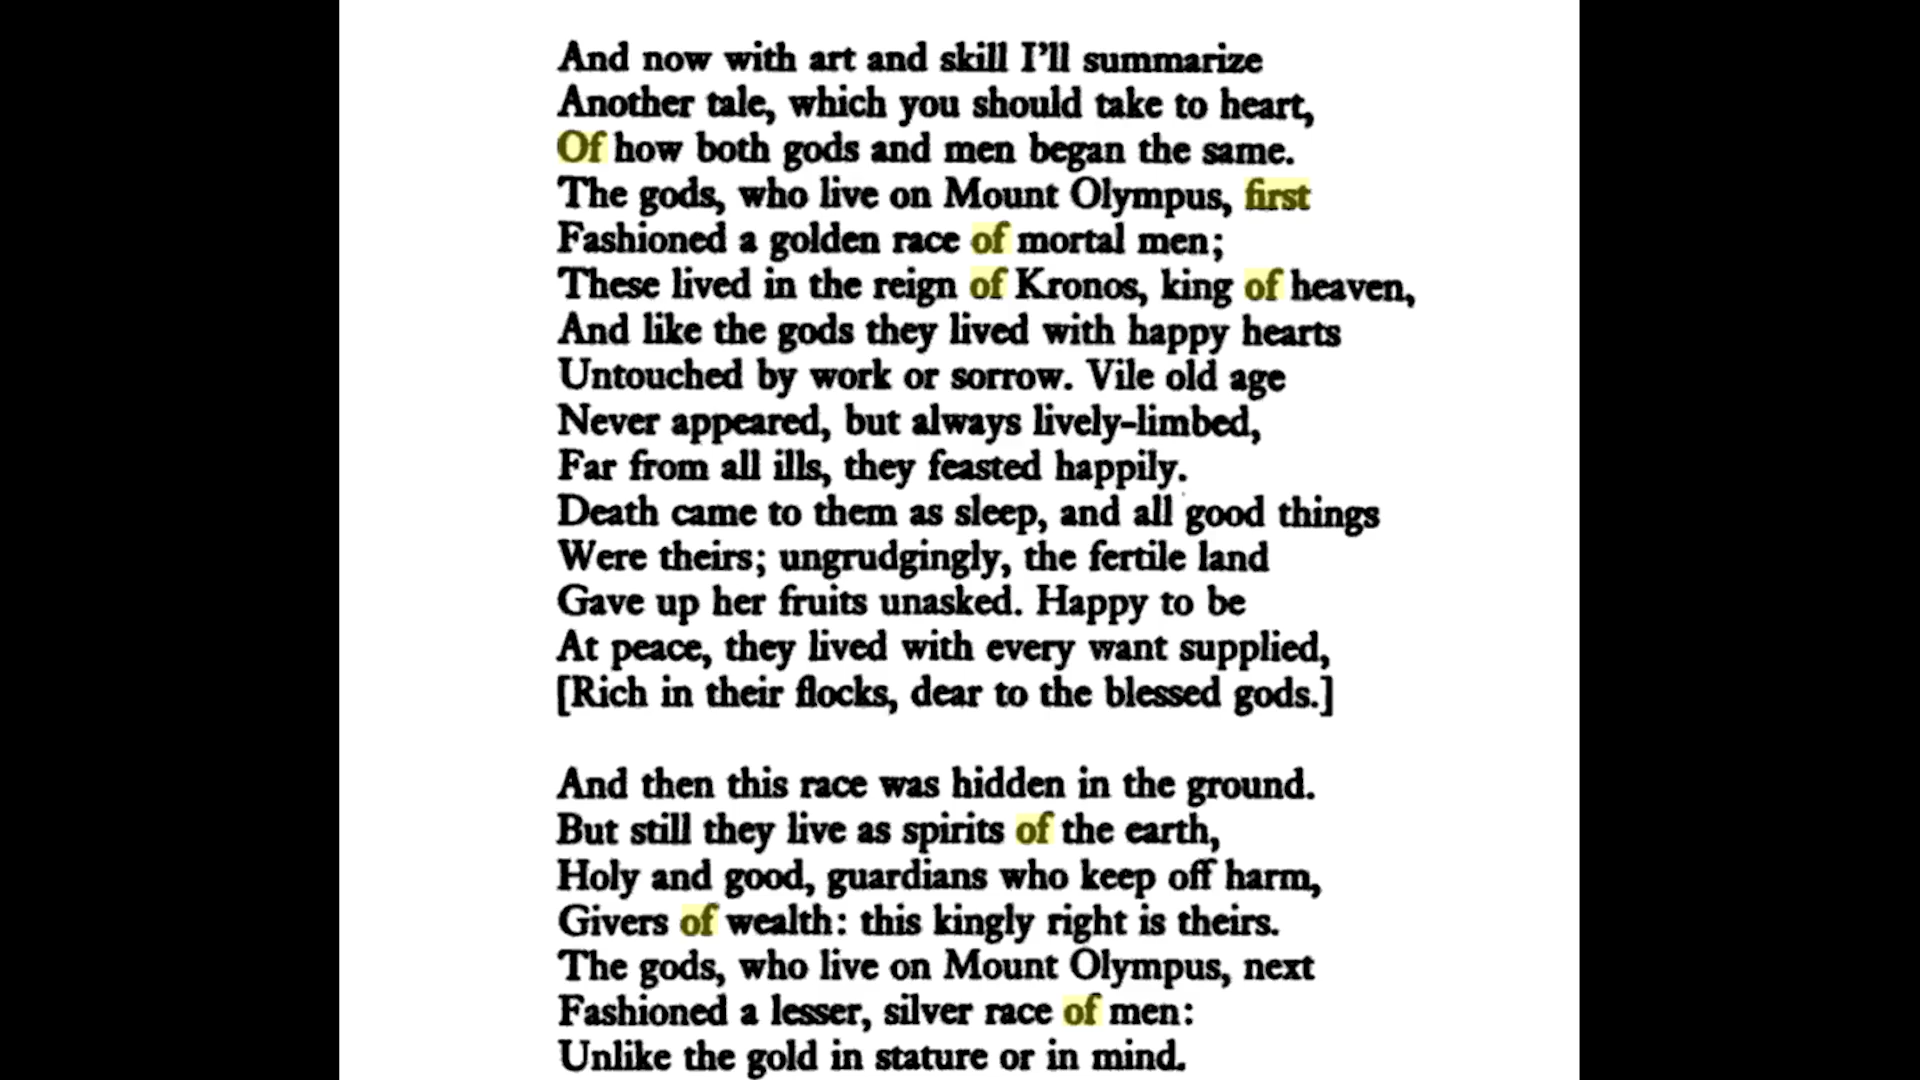 And now with art and skill I'll summarize
Another tale, which you should take to heart,
Of how both gods and men began the same.
The gods, who live on Mount Olympus, first
Fashioned a golden race of mortal men;
These lived in the reign of Kronos, king of heaven,
And like the gods they lived with happy hearts
Untouched by work or sorrow. Vile old age
Never appeared, but always lively-limbed,
Far from all ills, they feasted happily.
Death came to them as sleep, and all good things
Were theirs; ungrudgingly, the fertile land
Gave up her fruits unasked. Happy to be
At peace, they lived with every want supplied,
[Rich in their flocks, dear to the blessed gods.]
And then this race was hidden in the ground.
But still they live as spirits of the earth,
Holy and good, guardians who keep off harm,
Givers of wealth: this kingly right is theirs.
The gods, who live on Mount Olympus, next
Fashioned a lesser, silver race of men:
Unlike the gold in stature or in mind.